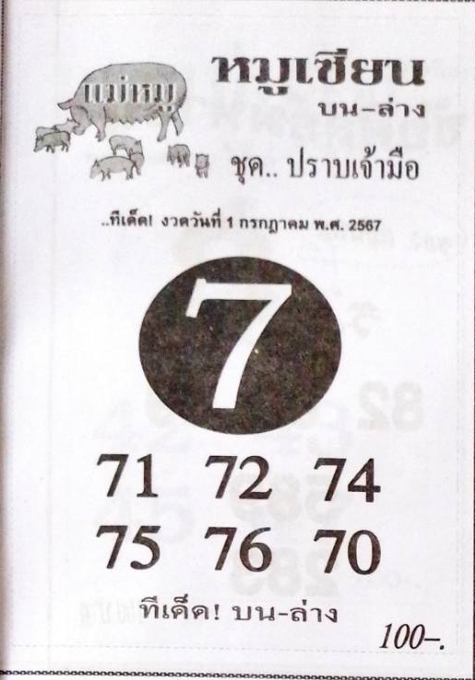 แม่หมู
หมูเซียน
บน-ล่าง
ชุด.. ปราบเจ้ามือ
..ทีเด็ด! งวดวันที่ 1 กรกฎาคม พ.ศ. 2567
7
71 72 74
75 76 70
ทีเด็ด! บน-ล่าง
100-.